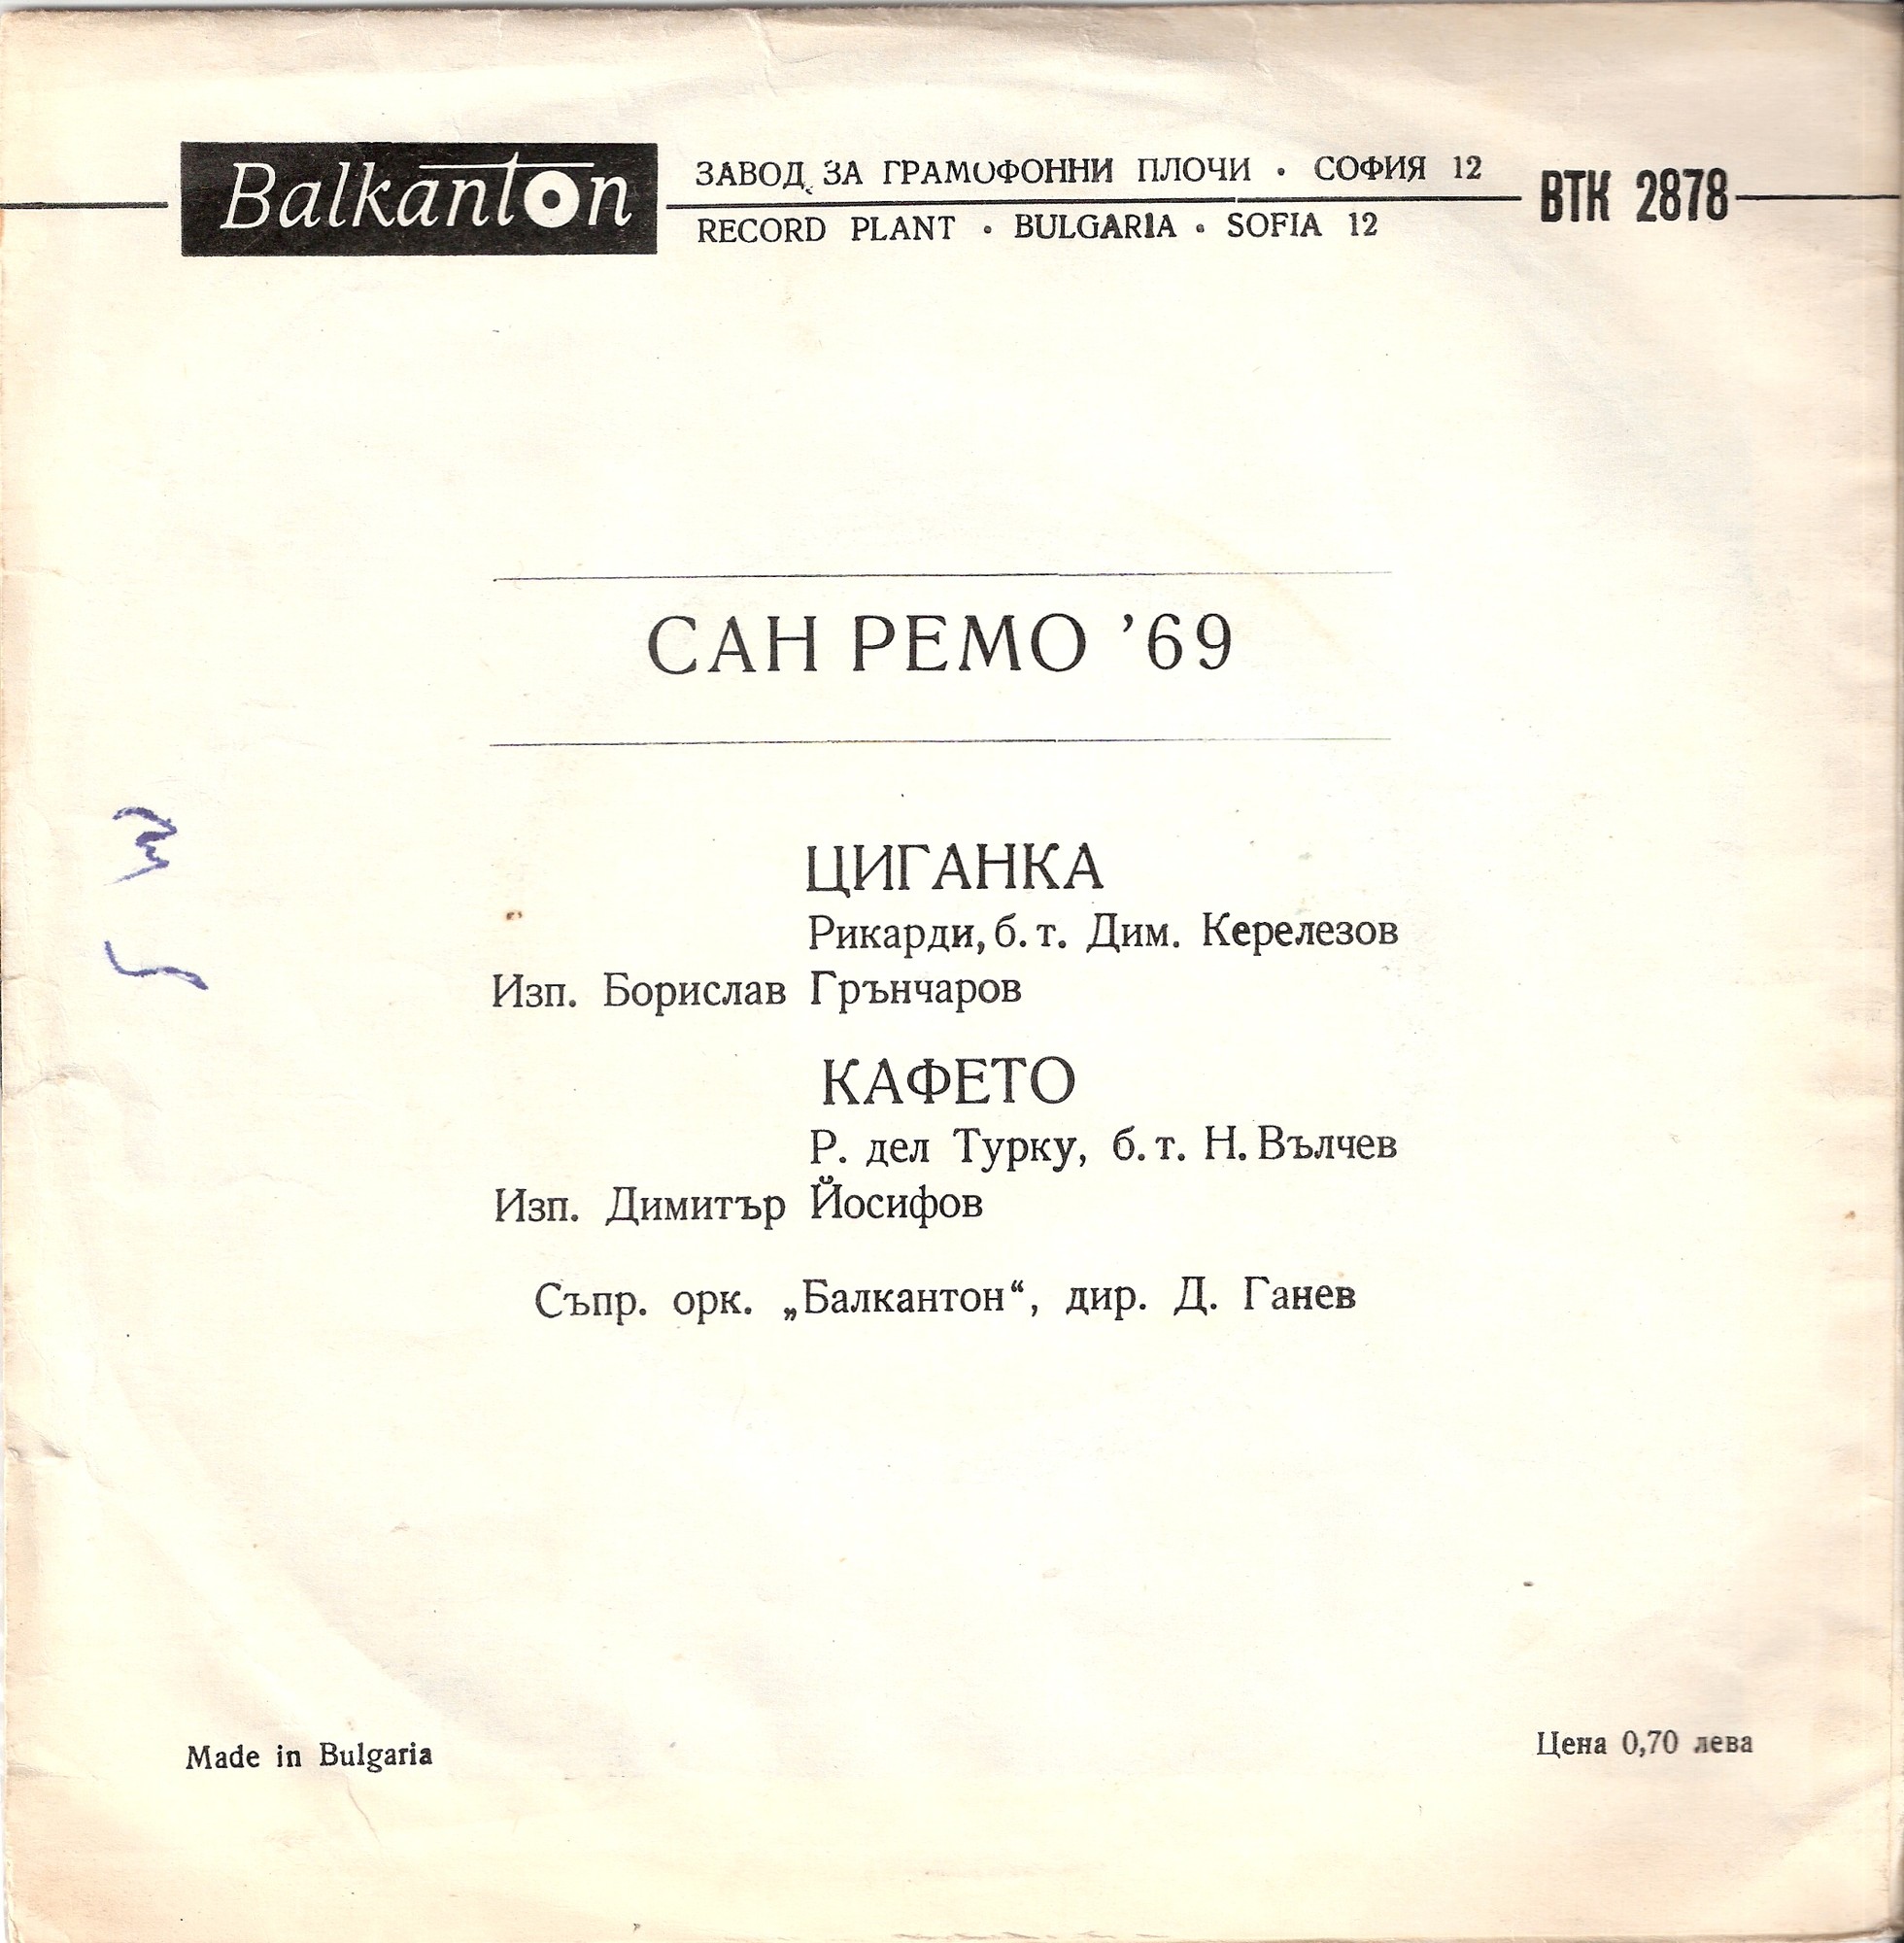 Balkanton
ЗАВОД ЗА ГРАМОФОННИ ПЛОЧИ • СОФИЯ 12
RECORD PLANT • BULGARIA • SOFIA 12
ВТК 2878
САН РЕМО ’69
ЦИГАНКА
Рикарди, б. т. Дим. Керелезов
Изп. Борислав Грънчаров
КАФЕТО
Р. дел Турку, б. т. Н. Вълчев
Изп. Димитър Йосифов
Съпр. орк. „Балкантон“, дир. Д. Ганев
Made in Bulgaria
Цена 0,70 лева